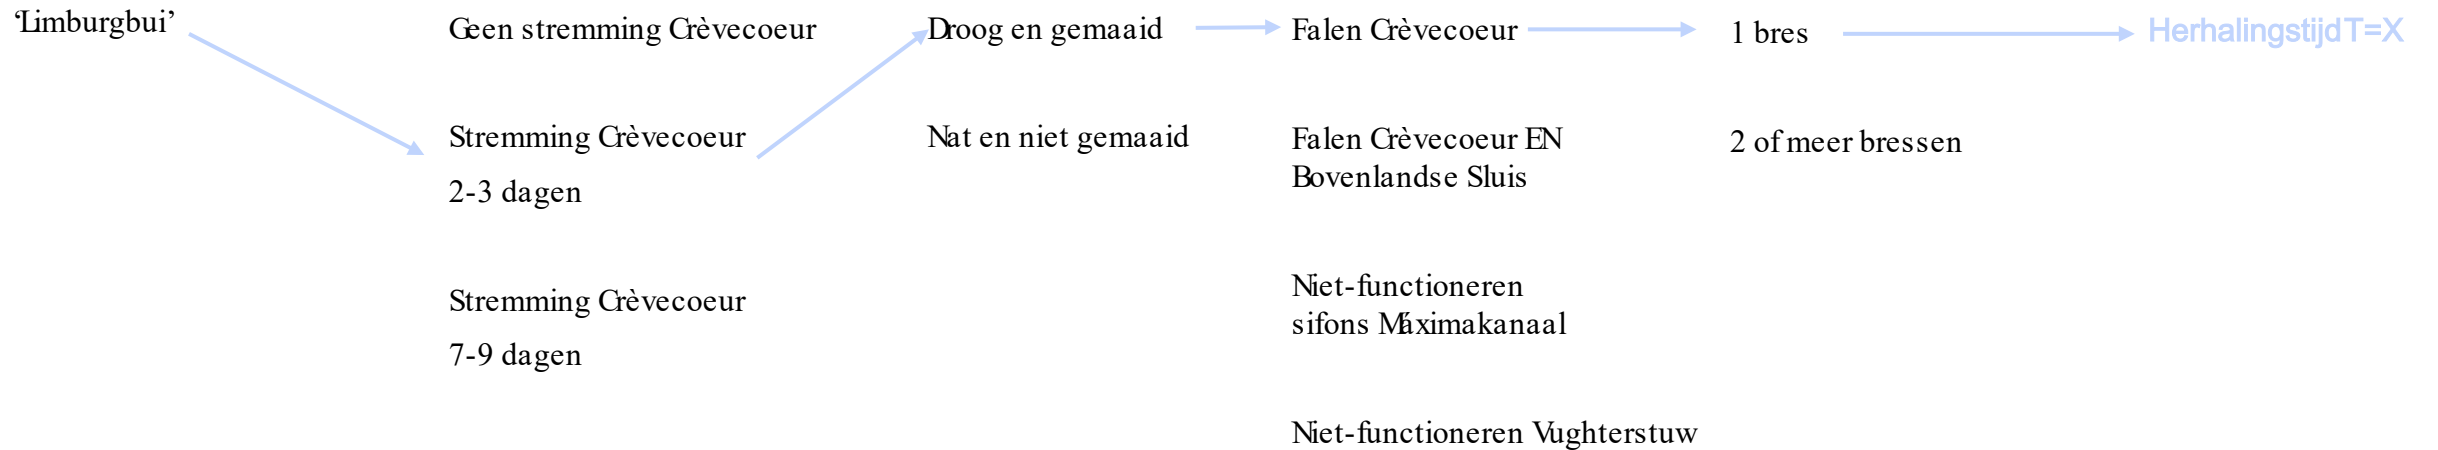 ‘Limburgbui’
Geen stremming Crèvecoeur
Droog en gemaaid
Falen Crèvecoeur
1 bres
Herhalingstijd T=X
Stremming Crèvecoeur
2-3 dagen
Nat en niet gemaaid
Falen Crèvecoeur EN
Bovenlandse Sluis
2 of meer bressen
Stremming Crèvecoeur
7-9 dagen
Niet-functioneren
sifons Máximakanaal
Niet-functioneren Vughterstuw